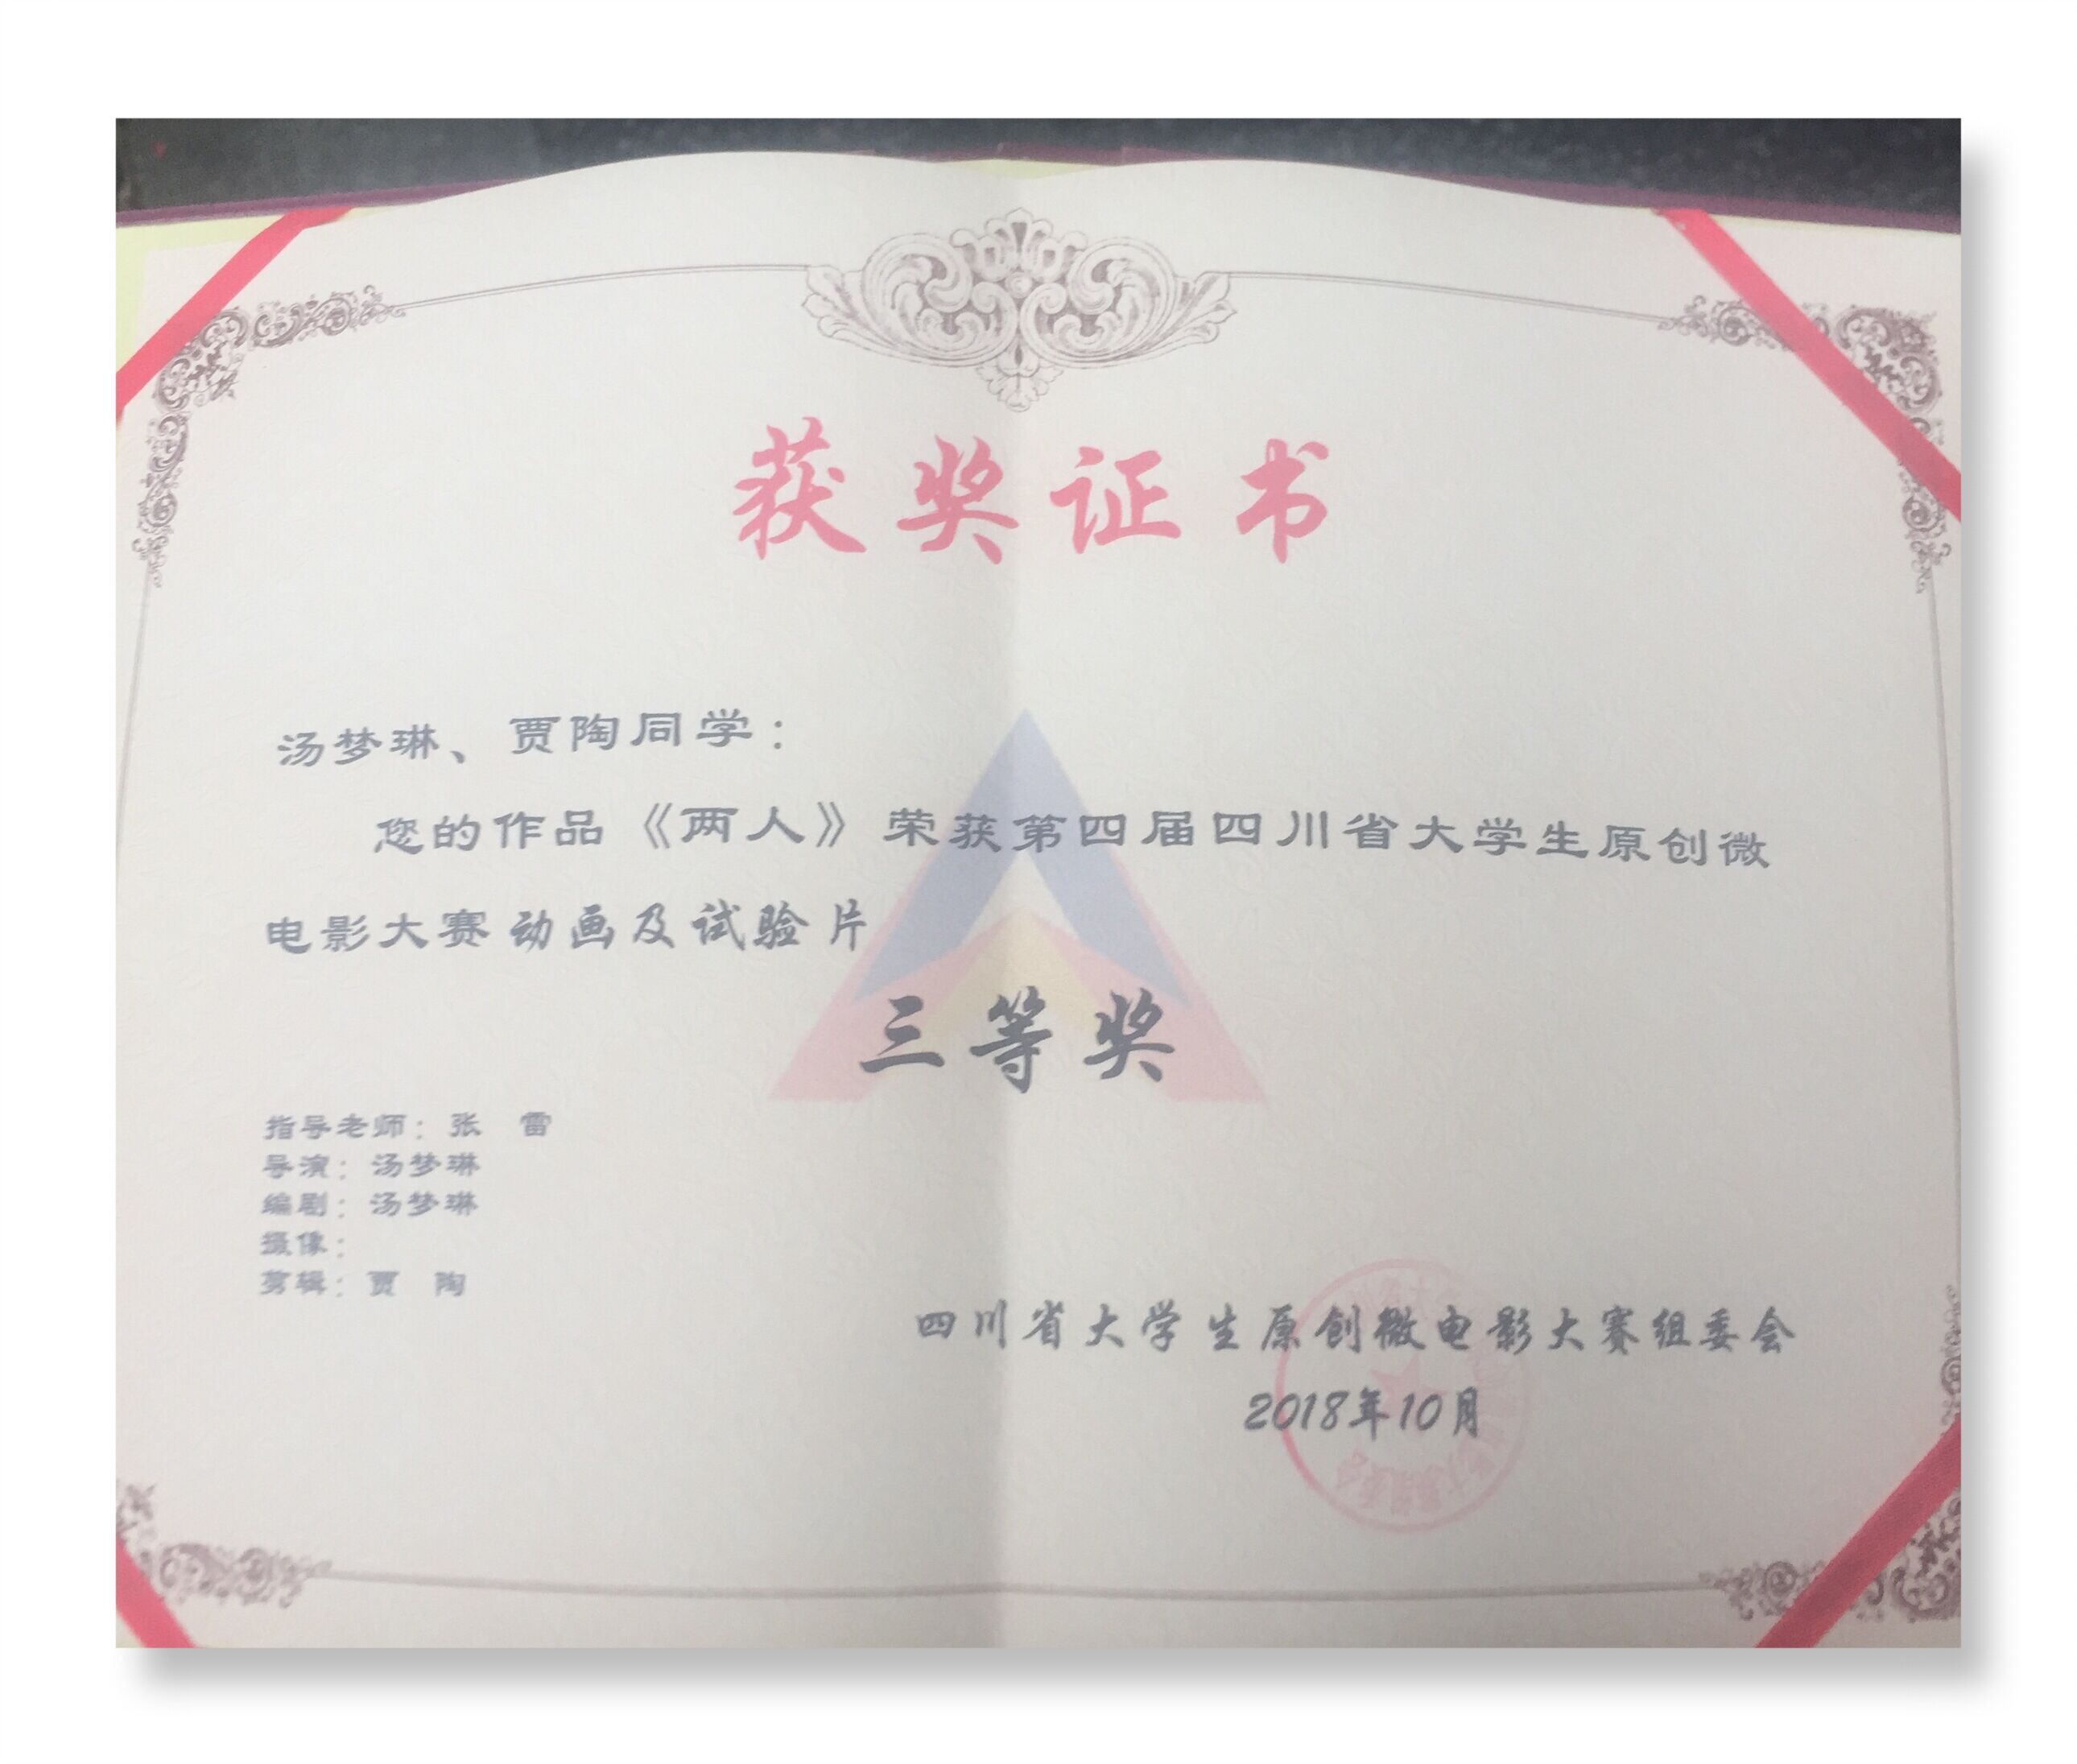 获奖证书
汤梦琳、贾陶同学：
您的作品《两人》荣获第四届四川省大学生原创微
电影大赛动画及试验片
三等奖
指导老师：张　雷
导演：汤梦琳
编剧：汤梦琳
摄像：
剪辑：贾　陶
四川省大学生原创微电影大赛组委会
2018年10月